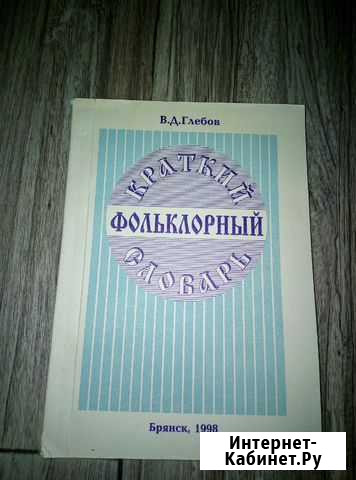 В.Д.Глебов
КРАТКИЙ
ФОЛЬКЛОРНЫЙ
СЛОВАРЬ
Брянск, 1998
Интернет-
Кабинет.Ру